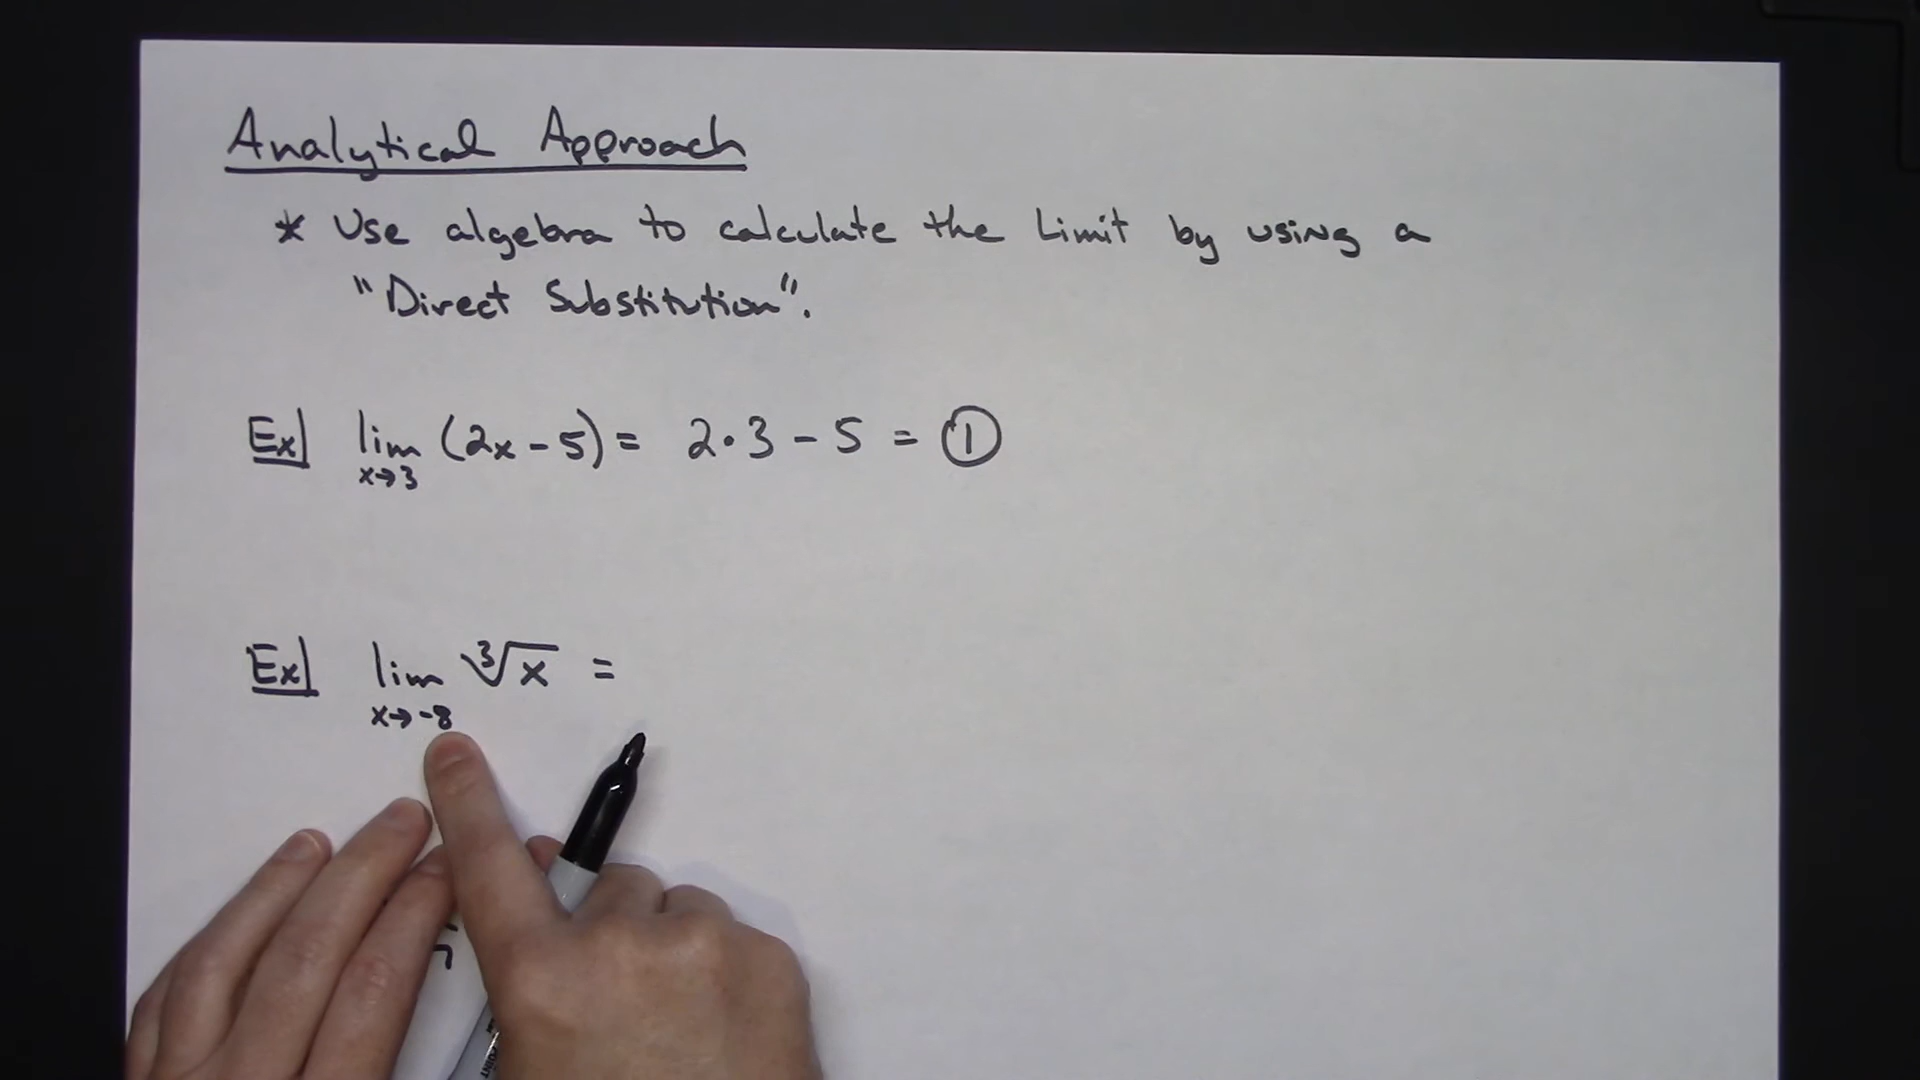 Analytical Approach
* Use algebra to calculate the Limit by using a
"Direct Substitution".
Ex| lim (2x - 5) = 2•3 - 5 = 1
x→3
Ex| lim ∛x =
x→-8